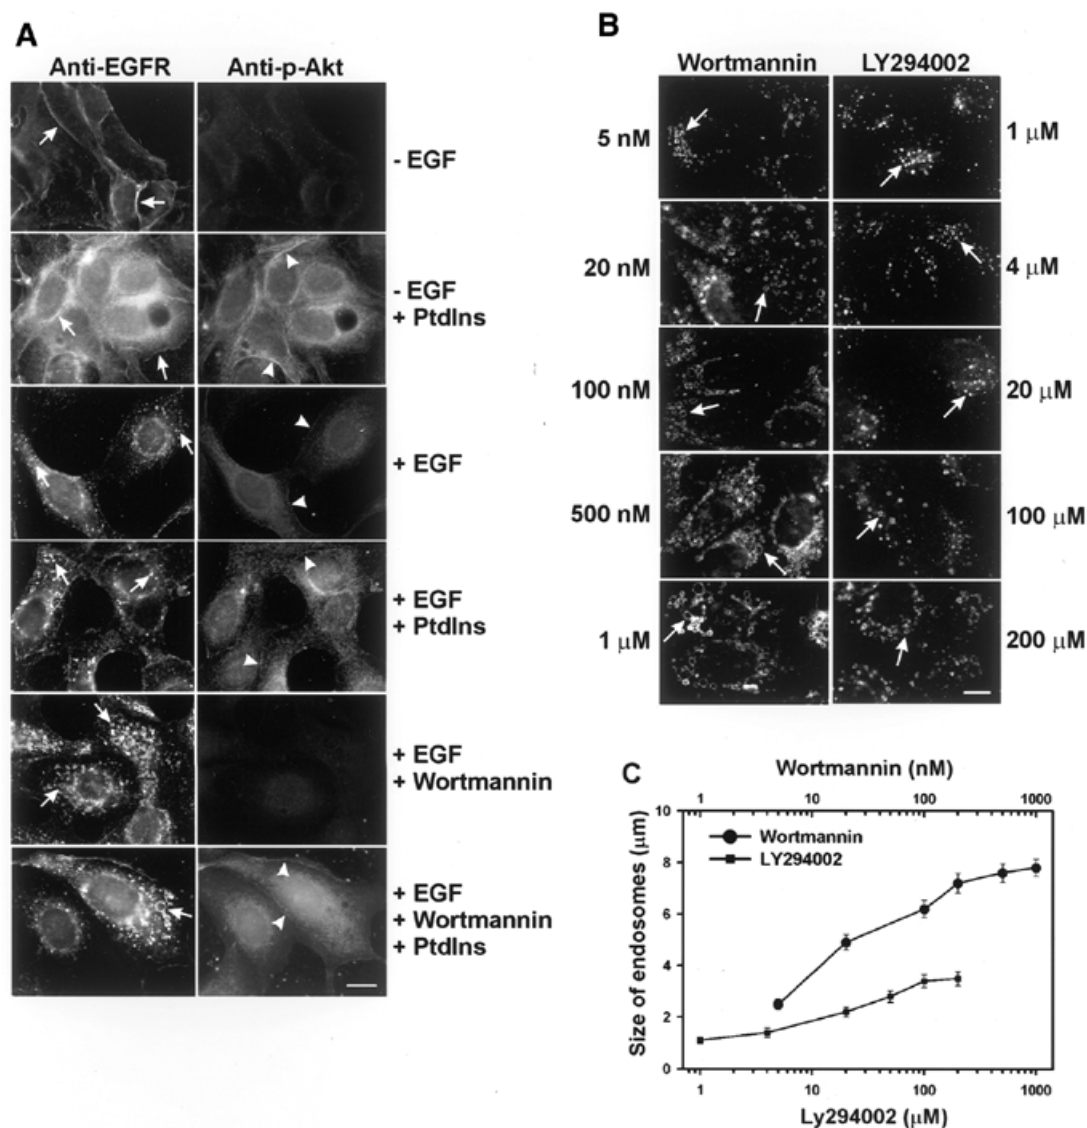 A
Anti-EGFR Anti-p-Akt
- EGF
- EGF
+ PtdIns
+ EGF
+ EGF
+ PtdIns
+ EGF
+ Wortmannin
+ EGF
+ Wortmannin
+ PtdIns
B
Wortmannin LY294002
5 nM 1 μM
20 nM 4 μM
100 nM 20 μM
500 nM 100 μM
1 μM 200 μM
C
Wortmannin (nM)
1 10 100 1000
Size of endosomes (μm)
10
8
6
4
2
0
Wortmannin
LY294002
1 10 100 1000
Ly294002 (μM)